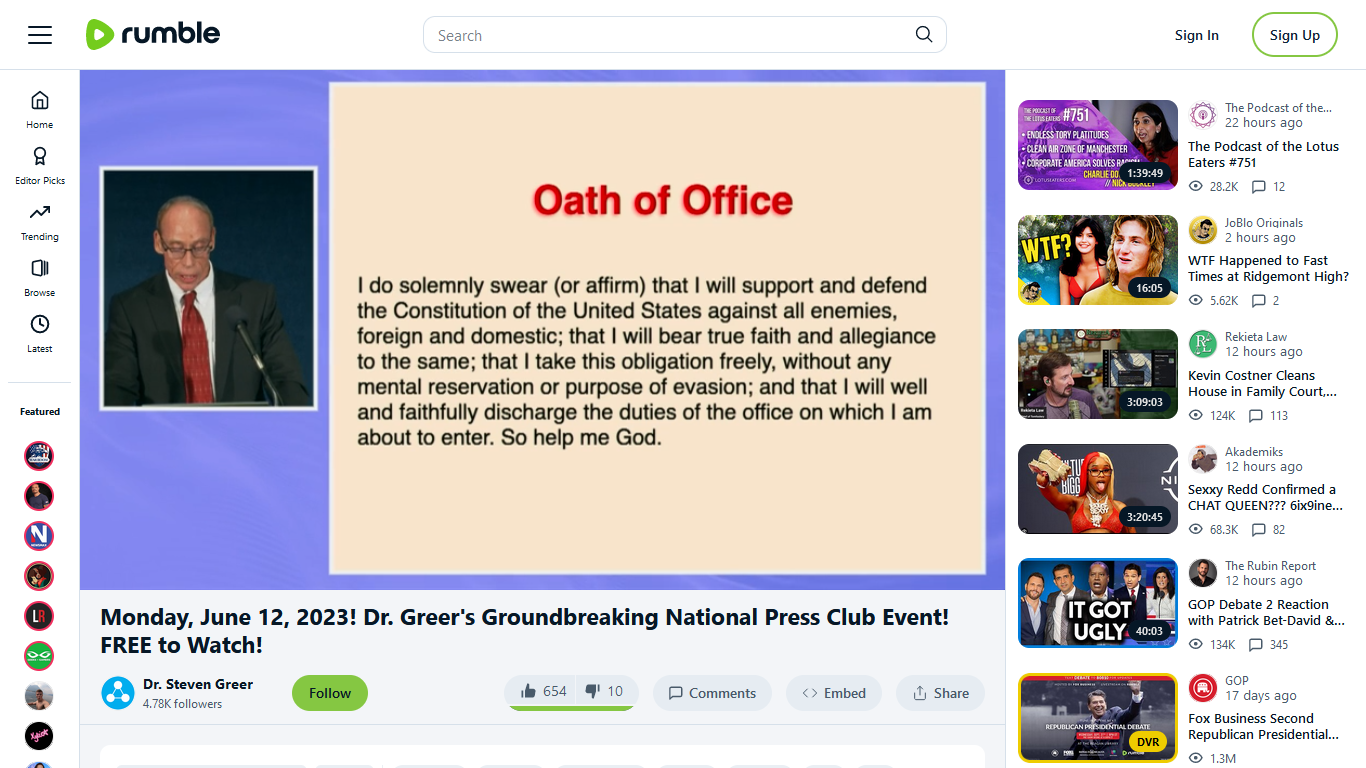 rumble
Search
Sign In
Sign Up
Home
Editor Picks
Trending
Browse
Latest
Featured
Oath of Office
I do solemnly swear (or affirm) that I will support and defend
the Constitution of the United States against all enemies,
foreign and domestic; that I will bear true faith and allegiance
to the same; that I take this obligation freely, without any
mental reservation or purpose of evasion; and that I will well
and faithfully discharge the duties of the office on which I am
about to enter. So help me God.
Monday, June 12, 2023! Dr. Greer's Groundbreaking National Press Club Event!
FREE to Watch!
Dr. Steven Greer
4.78K followers
Follow
654
10
Comments
Embed
Share
THE PODCAST OF
THE LOTUS EATERS #751
• ENDLESS TORY PLATITUDES
• CLEAN AIR ZONE OF MANCHESTER
• CORPORATE AMERICA SOLVES
LOTUSEATERS.COM
1:39:49
The Podcast of the...
22 hours ago
The Podcast of the Lotus
Eaters #751
28.2K
12
WTF?
16:05
JoBlo Originals
2 hours ago
WTF Happened to Fast
Times at Ridgemont High?
5.62K
2
Rekieta Law
3:09:03
Rekieta Law
12 hours ago
Kevin Costner Cleans
House in Family Court,...
124K
113
3:20:45
Akademiks
12 hours ago
Sexxy Redd Confirmed a
CHAT QUEEN??? 6ix9ine...
68.3K
82
IT GOT
UGLY
40:03
The Rubin Report
12 hours ago
GOP Debate 2 Reaction
with Patrick Bet-David &...
134K
345
REPUBLICAN PRESIDENTIAL DEBATE
DVR
GOP
17 days ago
Fox Business Second
Republican Presidential...
1.3M